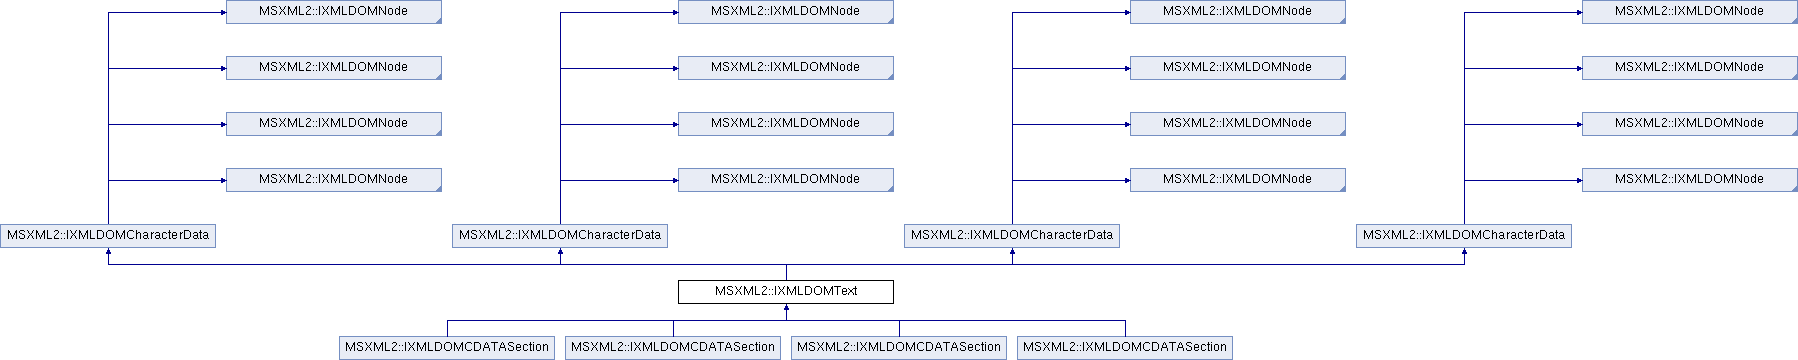 MSXML2::IXMLDOMNode MSXML2::IXMLDOMNode MSXML2::IXMLDOMNode MSXML2::IXMLDOMNode
MSXML2::IXMLDOMNode MSXML2::IXMLDOMNode MSXML2::IXMLDOMNode MSXML2::IXMLDOMNode
MSXML2::IXMLDOMNode MSXML2::IXMLDOMNode MSXML2::IXMLDOMNode MSXML2::IXMLDOMNode
MSXML2::IXMLDOMNode MSXML2::IXMLDOMNode MSXML2::IXMLDOMNode MSXML2::IXMLDOMNode
MSXML2::IXMLDOMCharacterData MSXML2::IXMLDOMCharacterData MSXML2::IXMLDOMCharacterData MSXML2::IXMLDOMCharacterData
MSXML2::IXMLDOMText
MSXML2::IXMLDOMCDATASection MSXML2::IXMLDOMCDATASection MSXML2::IXMLDOMCDATASection MSXML2::IXMLDOMCDATASection